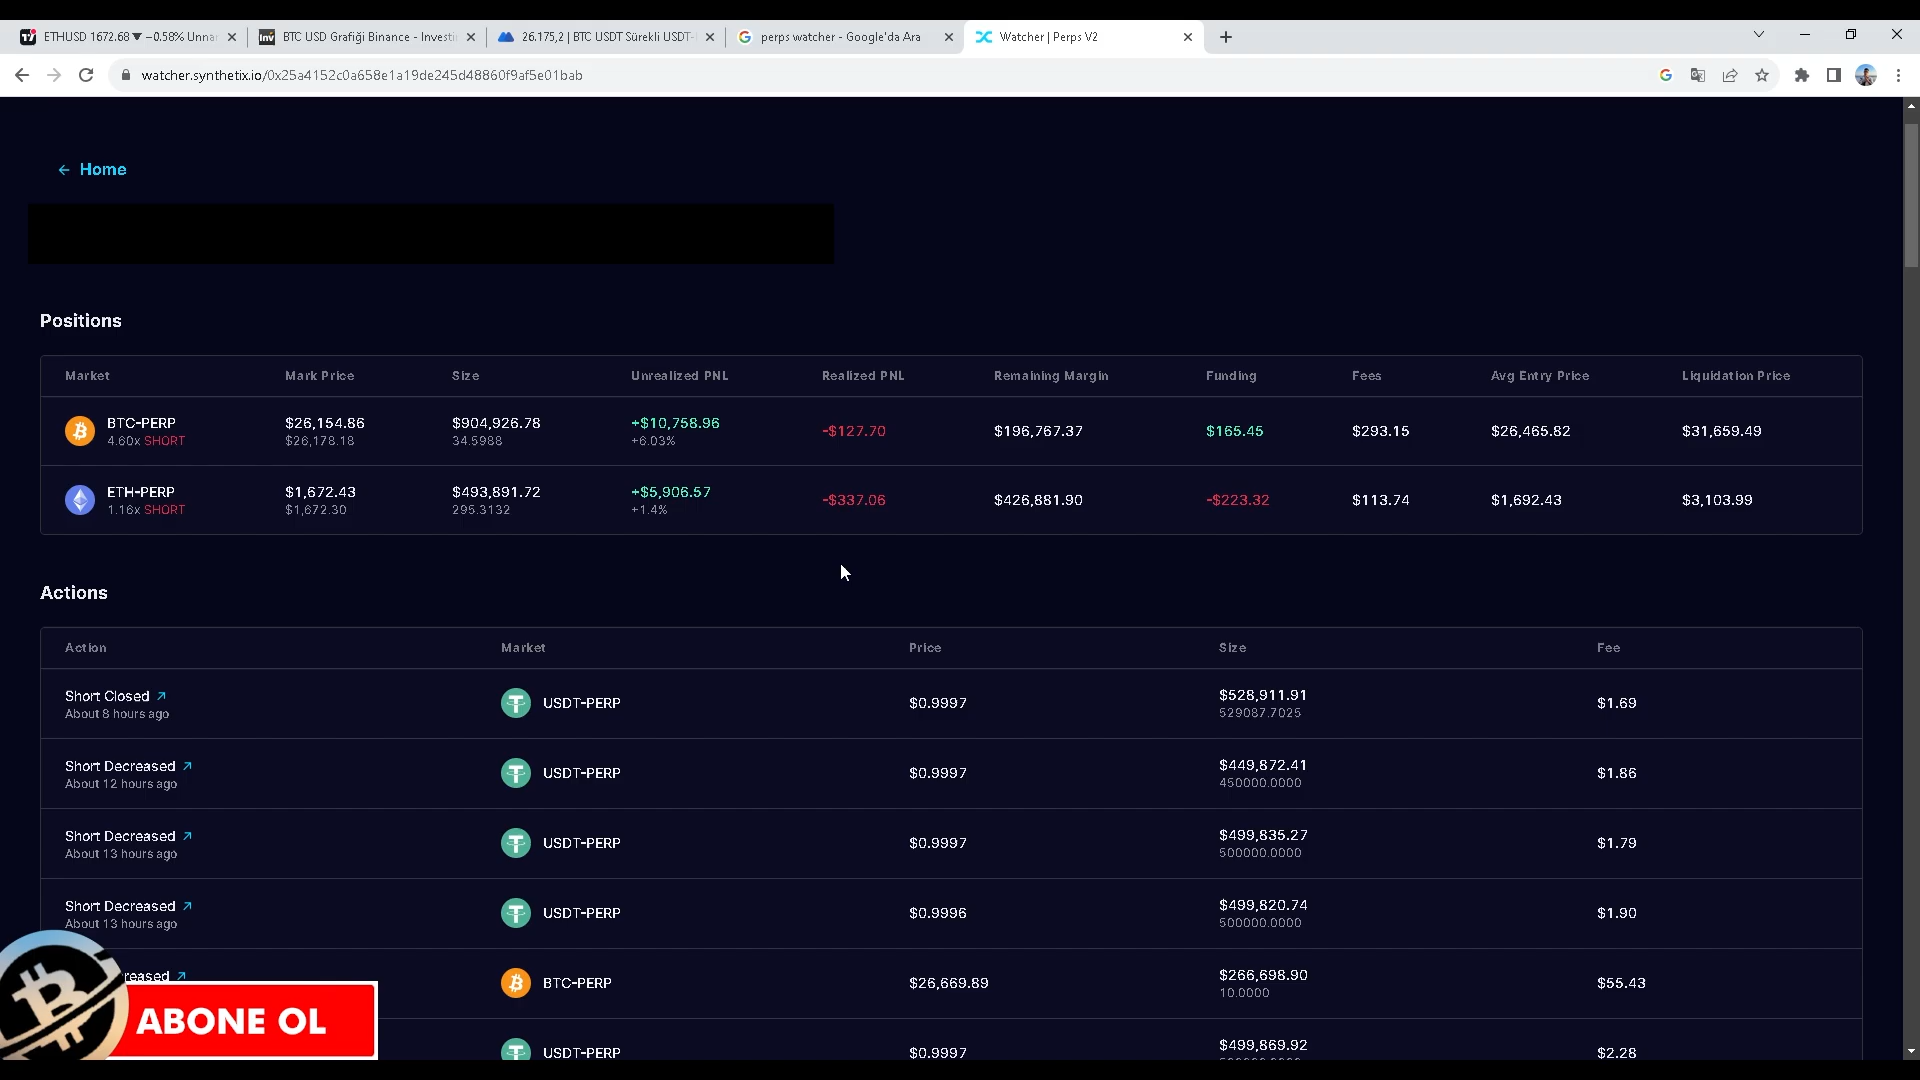 ETHUSD 1672.68 ▼ −0.58% Unnar
BTC USD Grafiği Binance - Investin
26.175,2 | BTC USDT Sürekli USDT-
perps watcher - Google'da Ara
Watcher | Perps V2
watcher.synthetix.io/0x25a4152c0a658e1a19de245d48860f9af5e01bab
← Home
Positions
Market Mark Price Size Unrealized PNL Realized PNL Remaining Margin Funding Fees Avg Entry Price Liquidation Price
BTC-PERP $26,154.86 $904,926.78 +$10,758.96 -$127.70 $196,767.37 $165.45 $293.15 $26,465.82 $31,659.49
4.60x SHORT $26,178.18 34.5988 +6.03%
ETH-PERP $1,672.43 $493,891.72 +$5,906.57 -$337.06 $426,881.90 -$223.32 $113.74 $1,692.43 $3,103.99
1.16x SHORT $1,672.30 295.3132 +1.4%
Actions
Action Market Price Size Fee
Short Closed USDT-PERP $0.9997 $528,911.91 $1.69
About 8 hours ago 529087.7025
Short Decreased USDT-PERP $0.9997 $449,872.41 $1.86
About 12 hours ago 450000.0000
Short Decreased USDT-PERP $0.9997 $499,835.27 $1.79
About 13 hours ago 500000.0000
Short Decreased USDT-PERP $0.9996 $499,820.74 $1.90
About 13 hours ago 500000.0000
reased BTC-PERP $26,669.89 $266,698.90 $55.43
10.0000
USDT-PERP $0.9997 $499,869.92 $2.28
ABONE OL